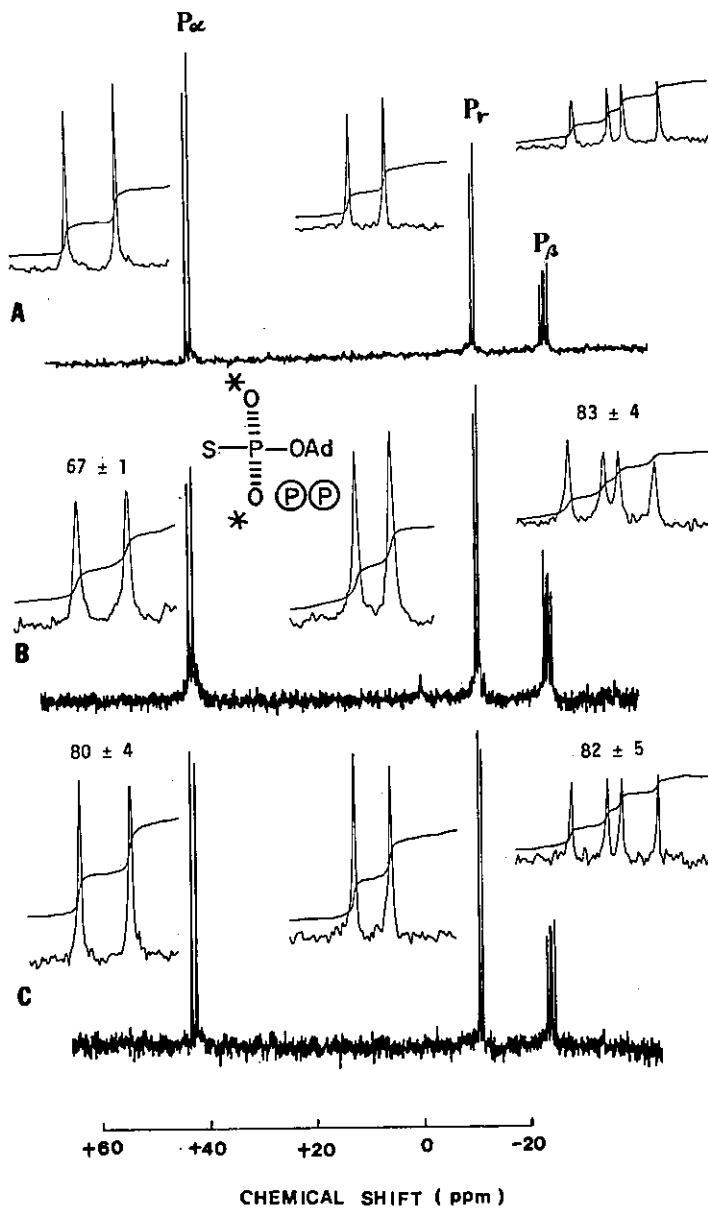 Pα
Pγ
Pβ
A
*
O
S—P—OAd
O Ⓟ Ⓟ
*
67 ± 1
83 ± 4
B
80 ± 4
82 ± 5
C
+60 +40 +20 0 -20
CHEMICAL SHIFT ( ppm )